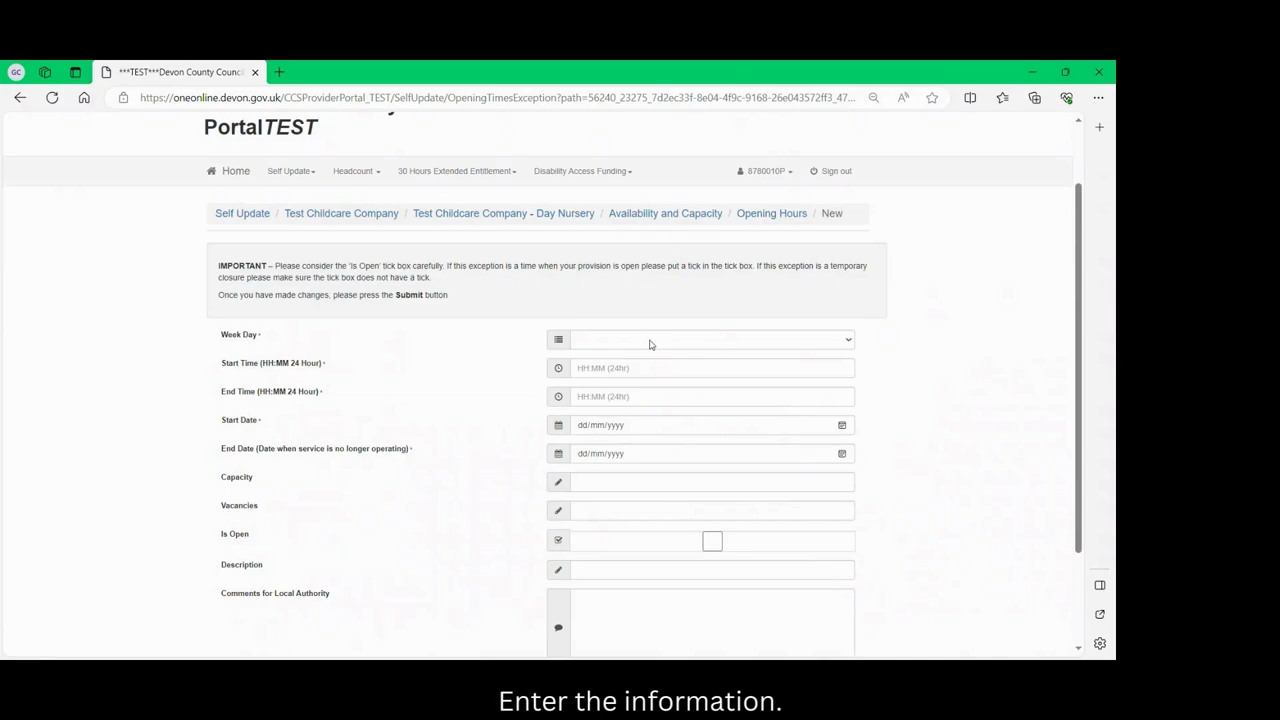 GC
***TEST***Devon County Counci
https://oneonline.devon.gov.uk/CCSProviderPortal_TEST/SelfUpdate/OpeningTimesException?path=56240_23275_7d2ec33f-8e04-4f9c-9168-26e043572ff3_47...
PortalTEST
Home Self Update Headcount 30 Hours Extended Entitlement Disability Access Funding 8780010P Sign out
Self Update / Test Childcare Company / Test Childcare Company - Day Nursery / Availability and Capacity / Opening Hours / New
IMPORTANT – Please consider the 'Is Open' tick box carefully. If this exception is a time when your provision is open please put a tick in the tick box. If this exception is a temporary
closure please make sure the tick box does not have a tick.
Once you have made changes, please press the Submit button
Week Day *
Start Time (HH:MM 24 Hour) * HH:MM (24hr)
End Time (HH:MM 24 Hour) * HH:MM (24hr)
Start Date * dd/mm/yyyy
End Date (Date when service is no longer operating) * dd/mm/yyyy
Capacity
Vacancies
Is Open
Description
Comments for Local Authority
Enter the information.